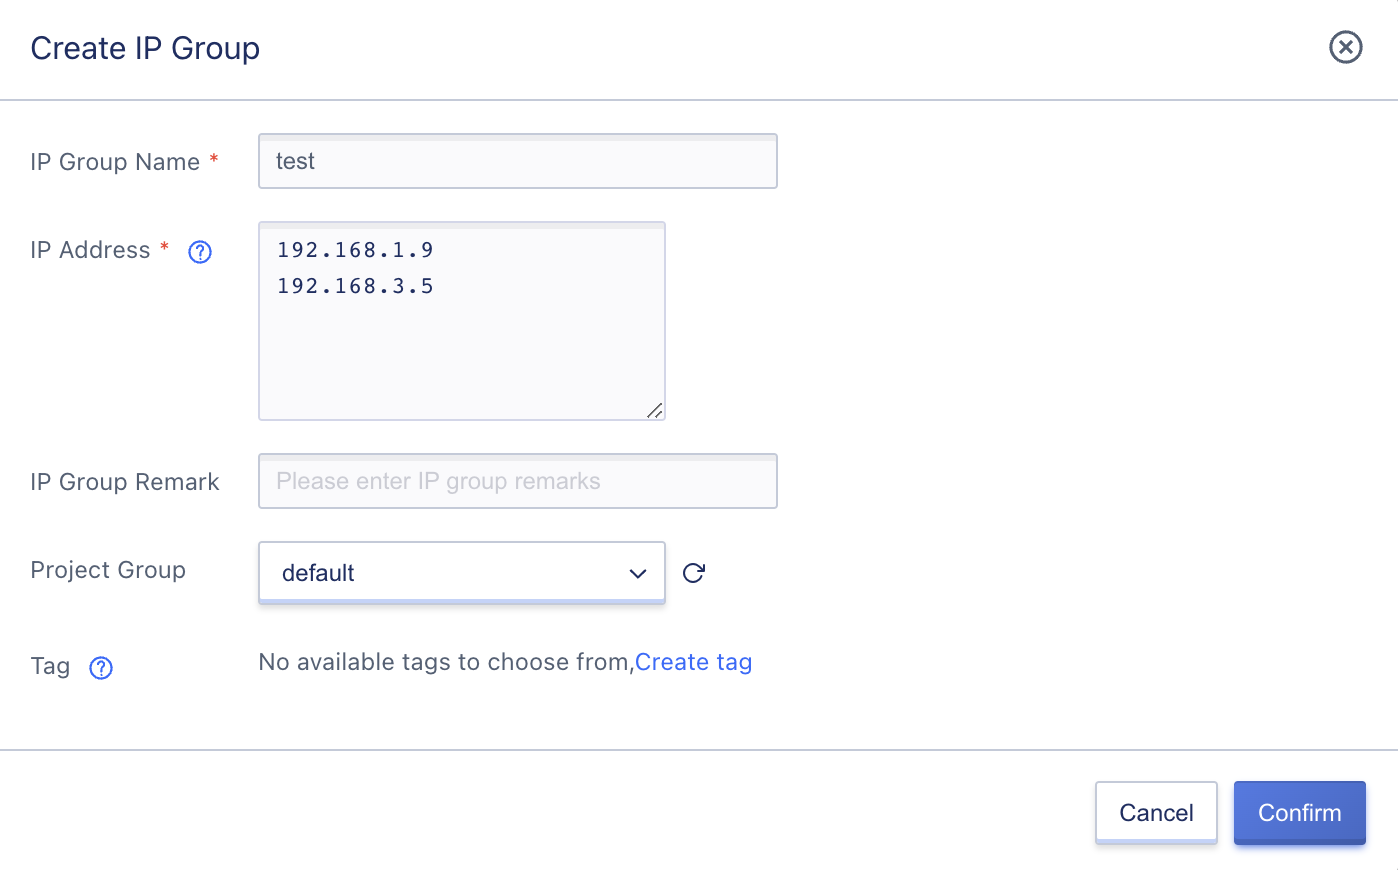 Create IP Group
IP Group Name *
test
IP Address *
192.168.1.9
192.168.3.5
IP Group Remark
Please enter IP group remarks
Project Group
default
Tag
No available tags to choose from,Create tag
Cancel
Confirm